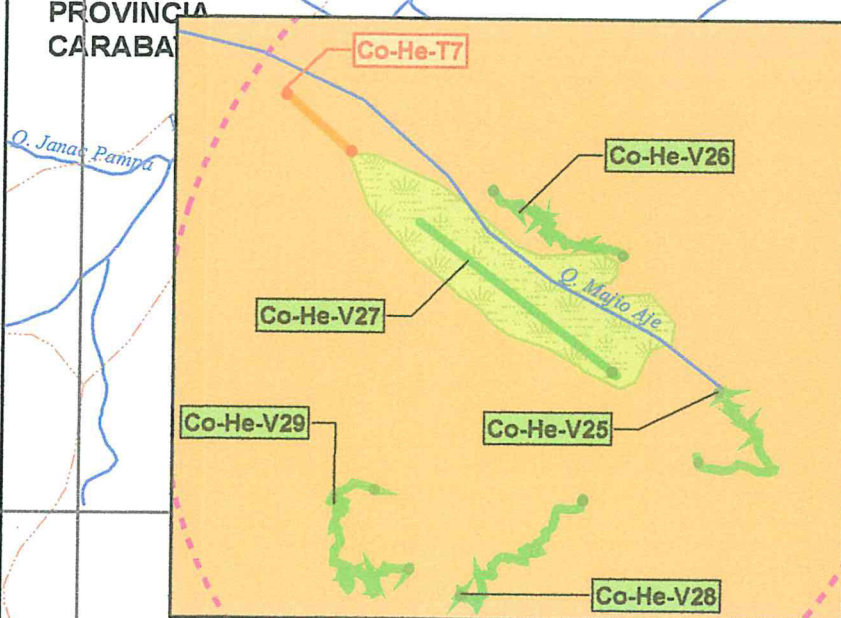 PROVINCIA
CARABA
Co-He-T7
Q. Janac Pampa
Co-He-V26
Q. Majio Aje
Co-He-V27
Co-He-V29
Co-He-V25
Co-He-V28